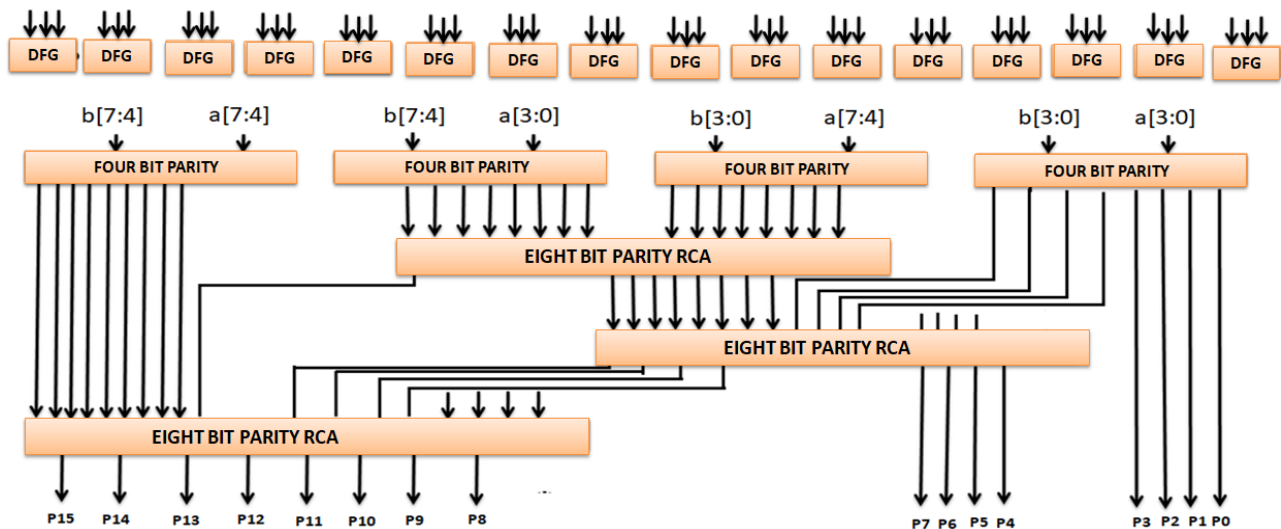 DFG DFG DFG DFG DFG DFG DFG DFG DFG DFG DFG DFG DFG DFG DFG DFG
b[7:4] a[7:4] b[7:4] a[3:0] b[3:0] a[7:4] b[3:0] a[3:0]
FOUR BIT PARITY FOUR BIT PARITY FOUR BIT PARITY FOUR BIT PARITY
EIGHT BIT PARITY RCA
EIGHT BIT PARITY RCA
EIGHT BIT PARITY RCA
P15 P14 P13 P12 P11 P10 P9 P8 P7 P6 P5 P4 P3 P2 P1 P0